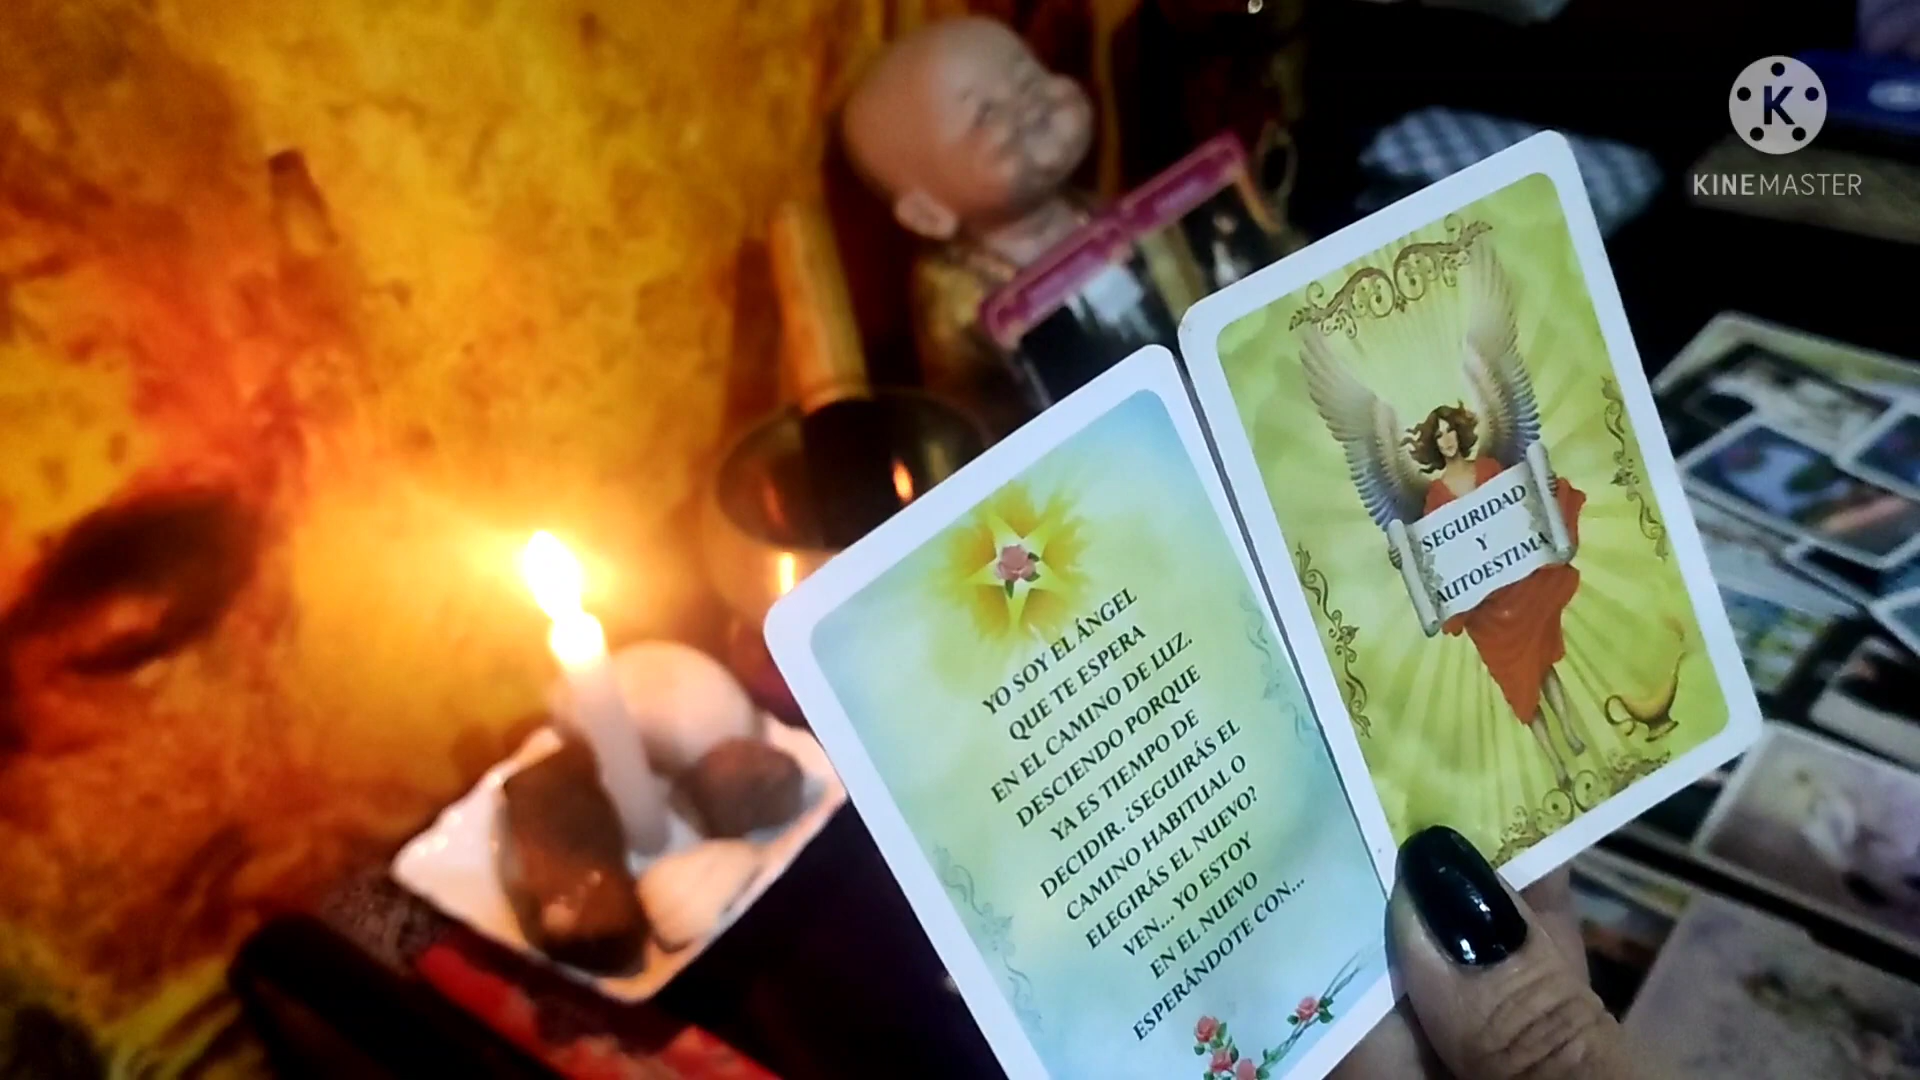 K
KINEMASTER
YO SOY EL ÁNGEL
QUE TE ESPERA
EN EL CAMINO DE LUZ.
DESCIENDO PORQUE
YA ES TIEMPO DE
DECIDIR. ¿SEGUIRÁS EL
CAMINO HABITUAL O
ELEGIRÁS EL NUEVO?
VEN... YO ESTOY
EN EL NUEVO
ESPERÁNDOTE CON...
SEGURIDAD
Y
AUTOESTIMA